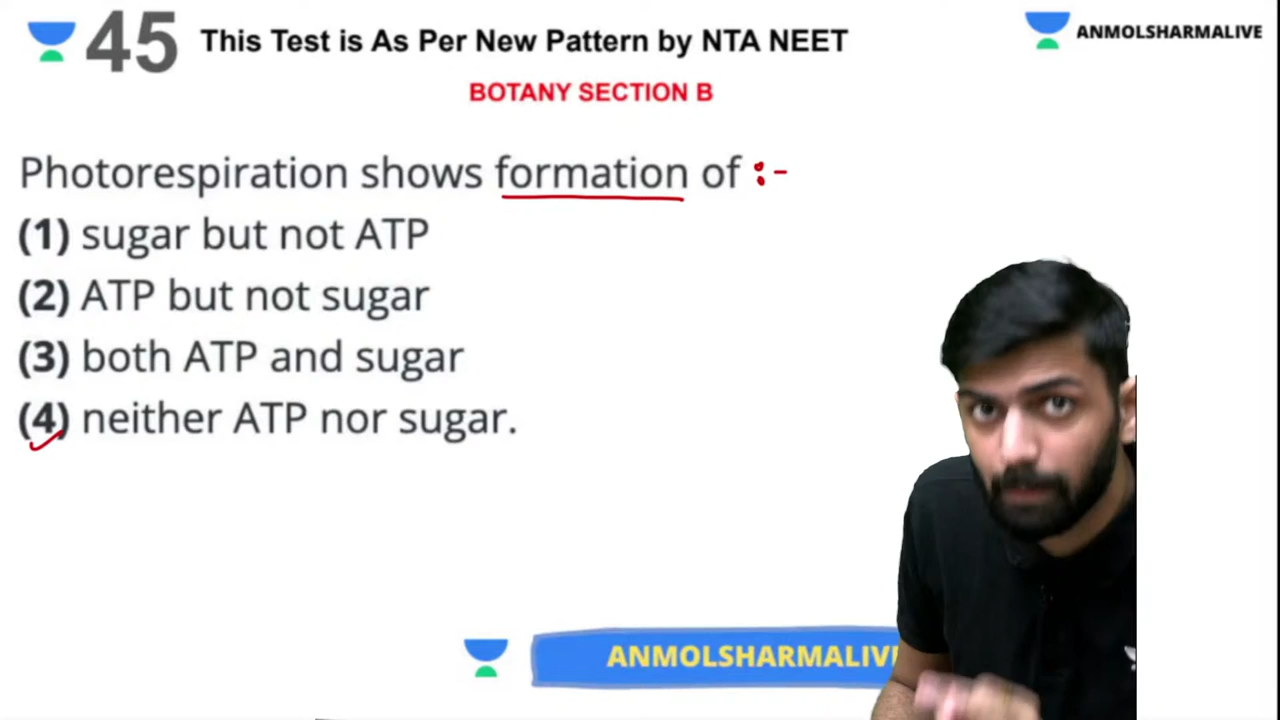 45 This Test is As Per New Pattern by NTA NEET
ANMOLSHARMALIVE
BOTANY SECTION B
Photorespiration shows formation of :-
(1) sugar but not ATP
(2) ATP but not sugar
(3) both ATP and sugar
(4) neither ATP nor sugar.
ANMOLSHARMALIVE